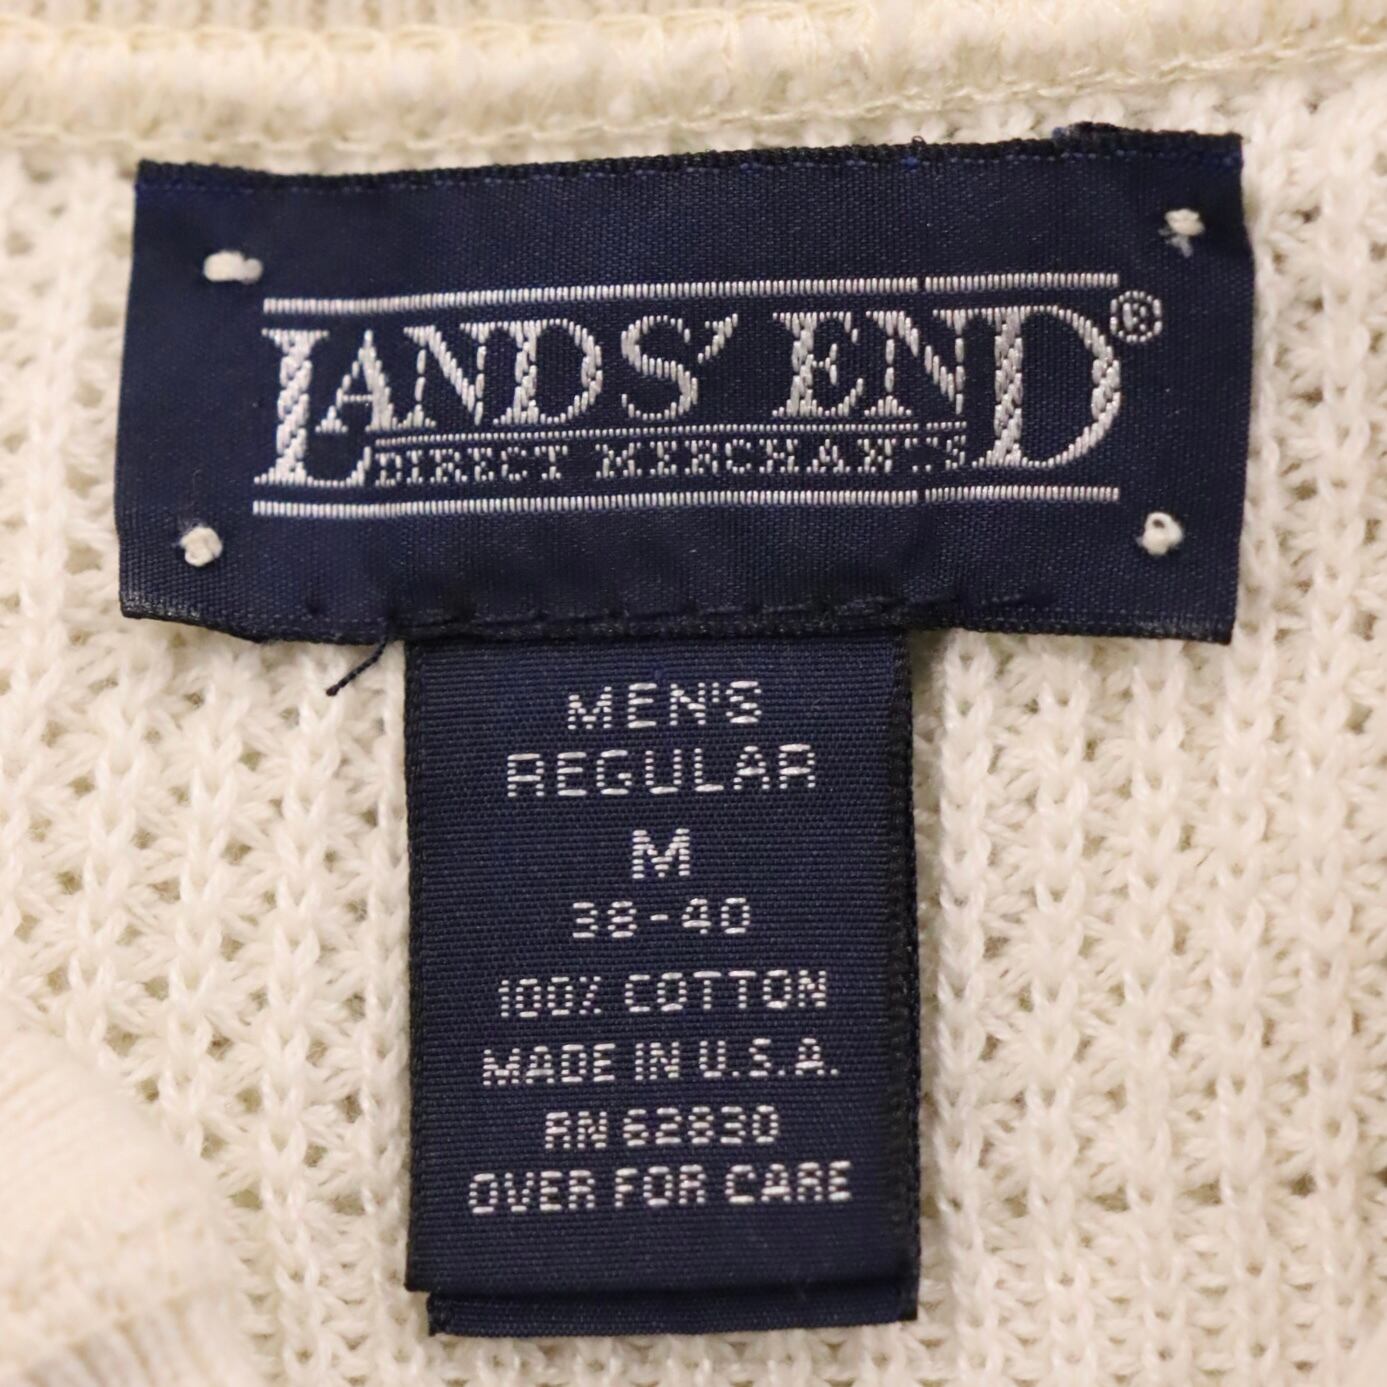 LANDS' END®
DIRECT MERCHANTS
MEN'S
REGULAR
M
38-40
100% COTTON
MADE IN U.S.A.
RN 62830
OVER FOR CARE